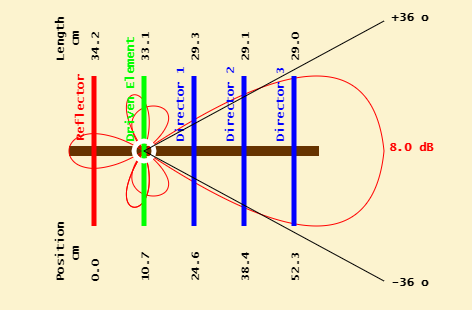 Length
cm
34.2
33.1
29.3
29.1
29.0
+36 o
Reflector
Driven Element
Director 1
Director 2
Director 3
8.0 dB
Position
cm
0.0
10.7
24.6
38.4
52.3
-36 o